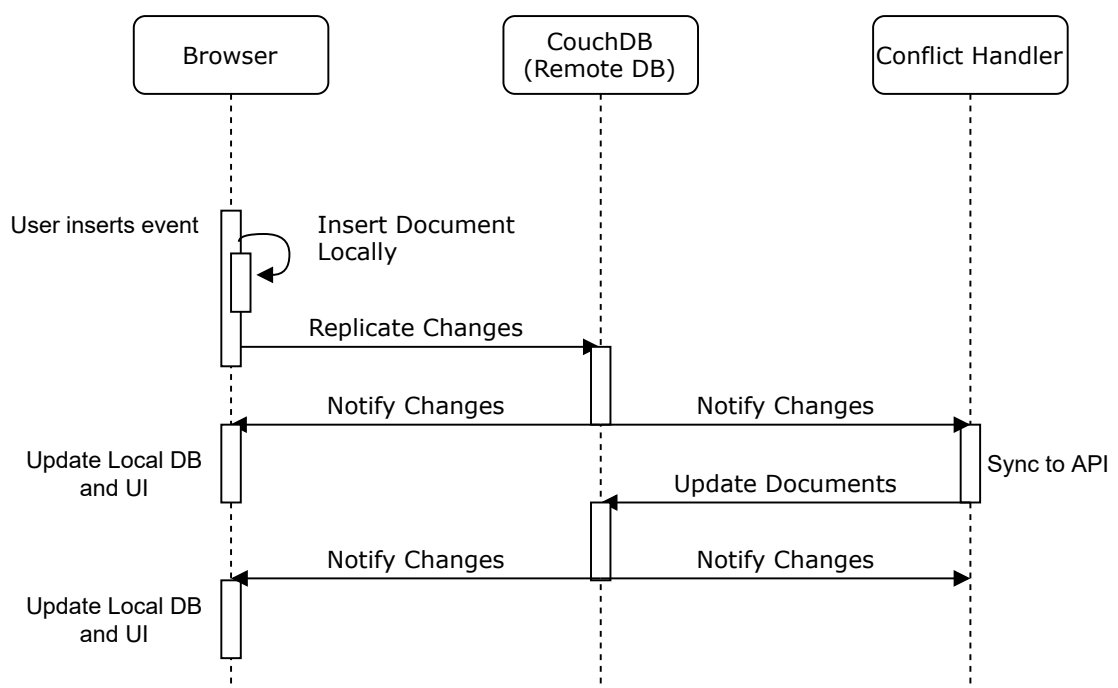 Browser
CouchDB
(Remote DB)
Conflict Handler
User inserts event
Insert Document
Locally
Replicate Changes
Notify Changes
Notify Changes
Update Local DB
and UI
Sync to API
Update Documents
Notify Changes
Notify Changes
Update Local DB
and UI